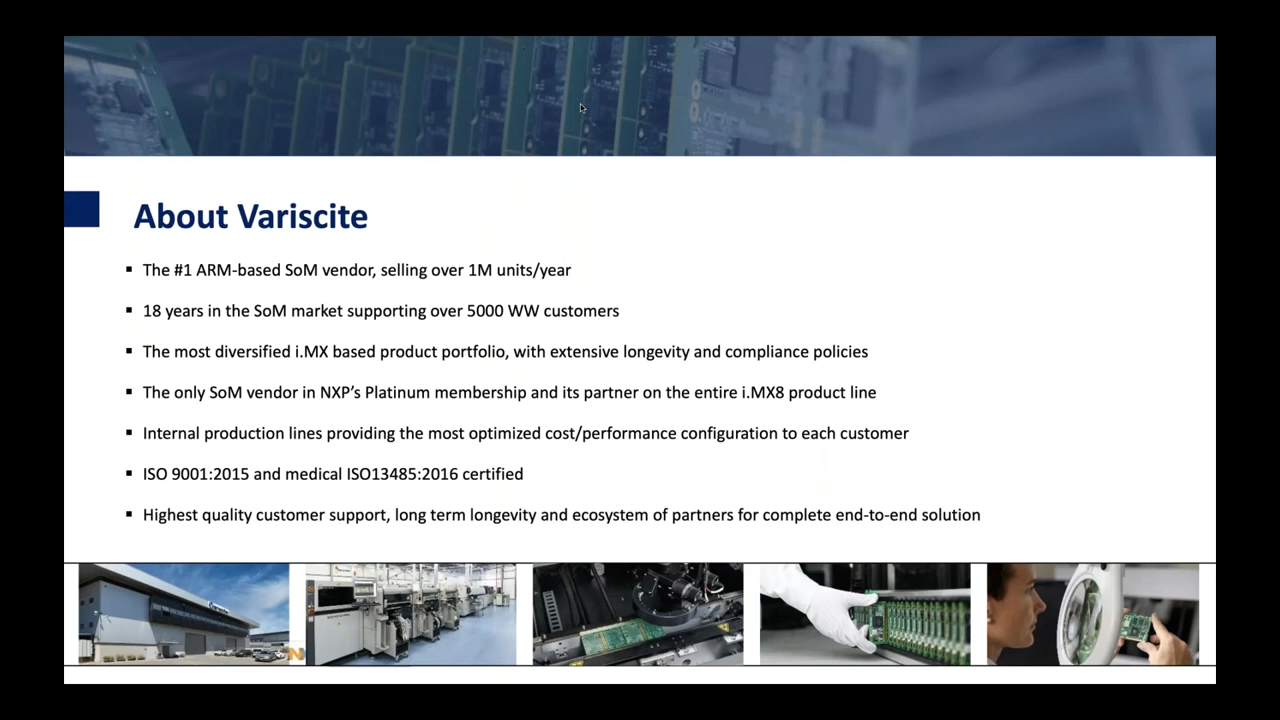 About Variscite
The #1 ARM-based SoM vendor, selling over 1M units/year
18 years in the SoM market supporting over 5000 WW customers
The most diversified i.MX based product portfolio, with extensive longevity and compliance policies
The only SoM vendor in NXP’s Platinum membership and its partner on the entire i.MX8 product line
Internal production lines providing the most optimized cost/performance configuration to each customer
ISO 9001:2015 and medical ISO13485:2016 certified
Highest quality customer support, long term longevity and ecosystem of partners for complete end-to-end solution
N